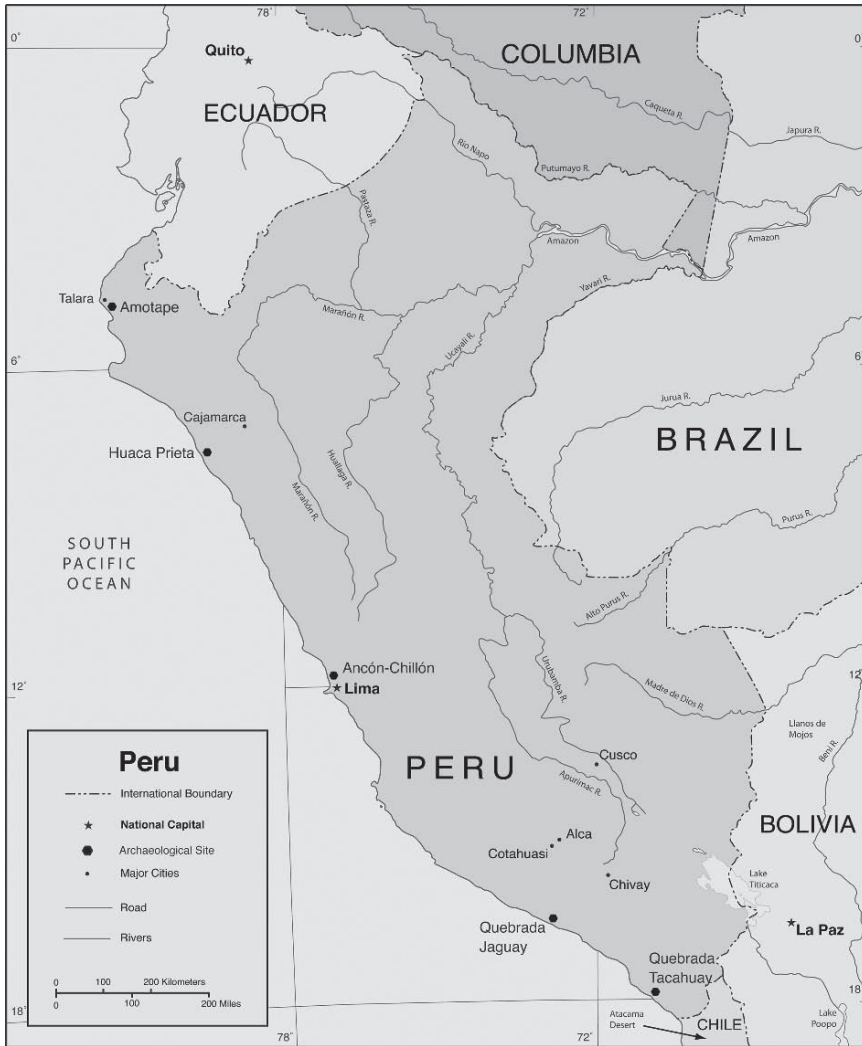 78°
72°
0°
0
Quito
COLUMBIA
ECUADOR
Caqueta R.
Japura R.
Rio Napo
Putumayo R.
Pastaza R.
Amazon
Amazon
Yavari R.
Talara
Amotape
Marañón R.
Ucayali R.
6°
6
Jurua R.
Cajamarca
BRAZIL
Huaca Prieta
Huallaga R.
Marañón R.
Purus R.
SOUTH
PACIFIC
OCEAN
Alto Purus R.
Ancón-Chillón
Lima
12°
12
Urubamba R.
Madre de Dios R.
Llanos de
Mojos
Beni R.
Cusco
PERU
Apurimac R.
BOLIVIA
Alca
Cotahuasi
Chivay
Lake
Titicaca
La Paz
Quebrada
Jaguay
Quebrada
Tacahuay
18°
18
Atacama
Desert
CHILE
Lake
Poopo
78°
72°
Peru
International Boundary
National Capital
Archaeological Site
Major Cities
Road
Rivers
0 100 200 Kilometers
0 100 200 Miles